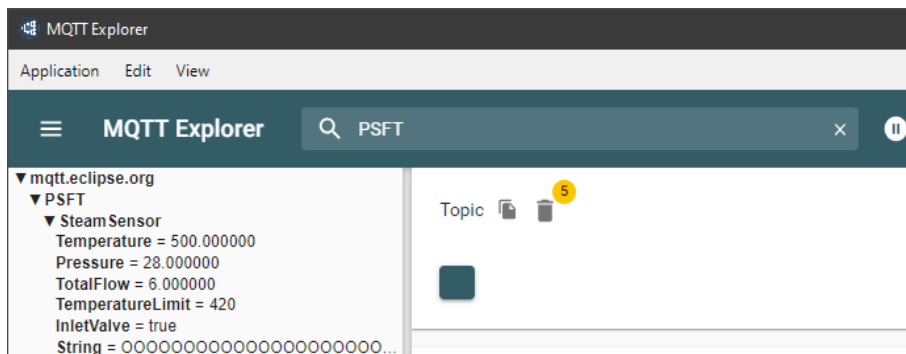 MQTT Explorer
Application Edit View
MQTT Explorer PSFT
mqtt.eclipse.org
PSFT
SteamSensor
Temperature = 500.000000
Pressure = 28.000000
TotalFlow = 6.000000
TemperatureLimit = 420
InletValve = true
String = OOOOOOOOOOOOOOOOOOOOOOO...
Topic 5